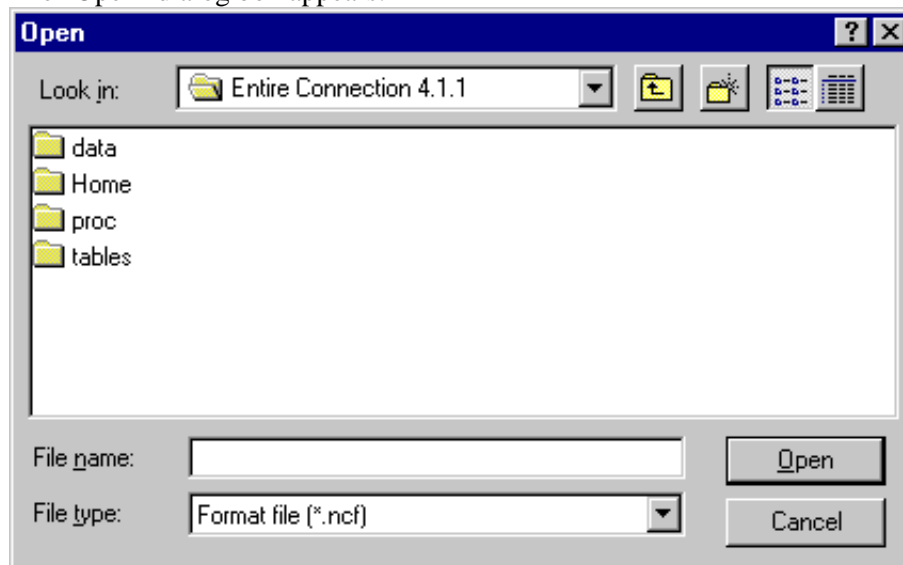 Open
Look in: Entire Connection 4.1.1
data
Home
proc
tables
File name: Open
File type: Format file (*.ncf) Cancel